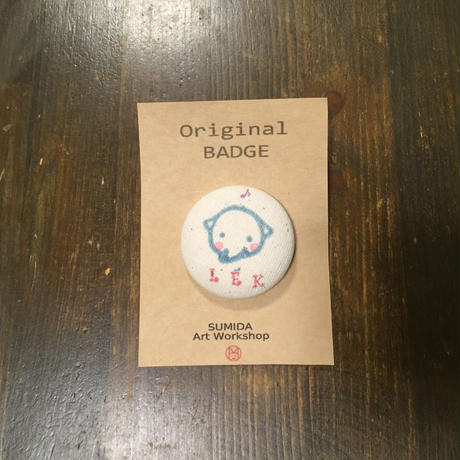 Original
BADGE
LEK
SUMIDA
Art Workshop